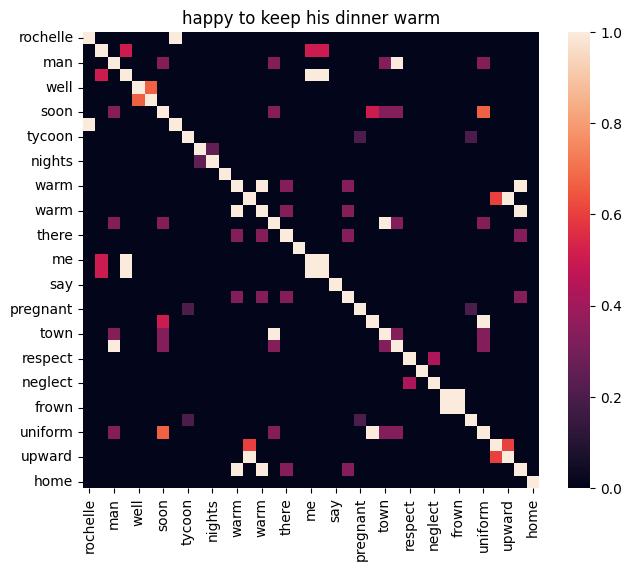 happy to keep his dinner warm
rochelle
man
well
soon
tycoon
nights
warm
warm
there
me
say
pregnant
town
respect
neglect
frown
uniform
upward
home
rochelle
man
well
soon
tycoon
nights
warm
warm
there
me
say
pregnant
town
respect
neglect
frown
uniform
upward
home
1.0
0.8
0.6
0.4
0.2
0.0